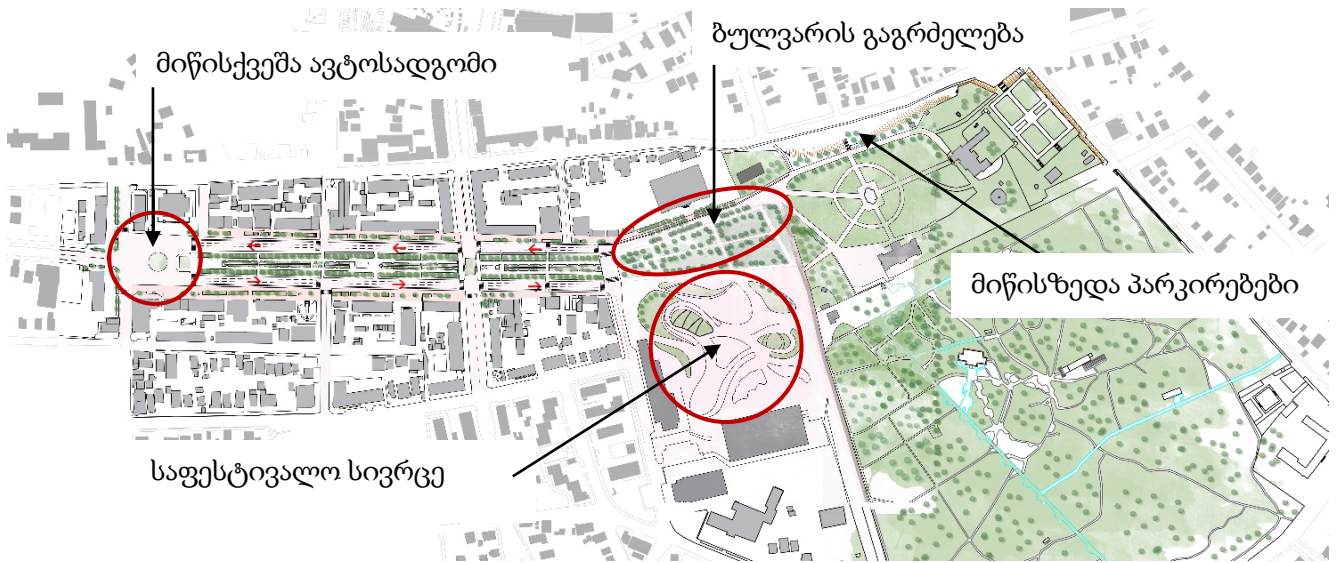 ბულვარის გაგრძელება
მიწისქვეშა ავტოსადგომი
მიწისზედა პარკირებები
საფესტივალო სივრცე